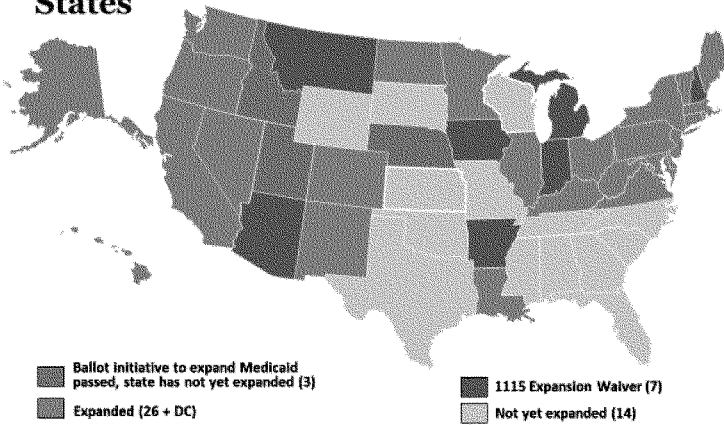 States
Ballot initiative to expand Medicaid
passed, state has not yet expanded (3)
Expanded (26 + DC)
1115 Expansion Waiver (7)
Not yet expanded (14)